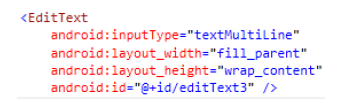 <EditText
android:inputType="textMultiLine"
android:layout_width="fill_parent"
android:layout_height="wrap_content"
android:id="@+id/editText3" />